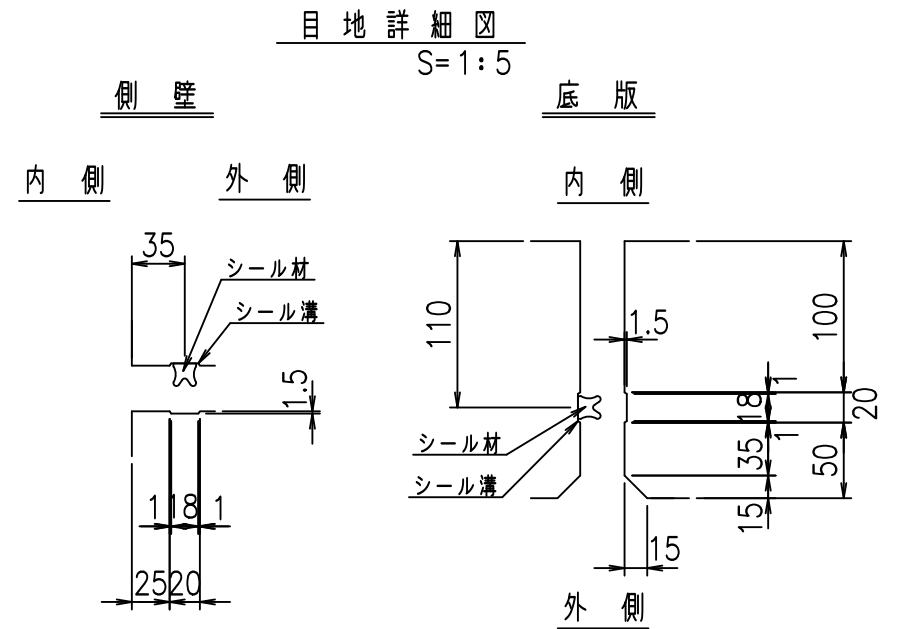 目地詳細図
S=1:5
側壁
底版
内側
外側
内側
35
シール材
シール溝
1.5
1 18 1
25 20
110
1.5
100
1
18
20
1
35
50
15
15
シール材
シール溝
外側